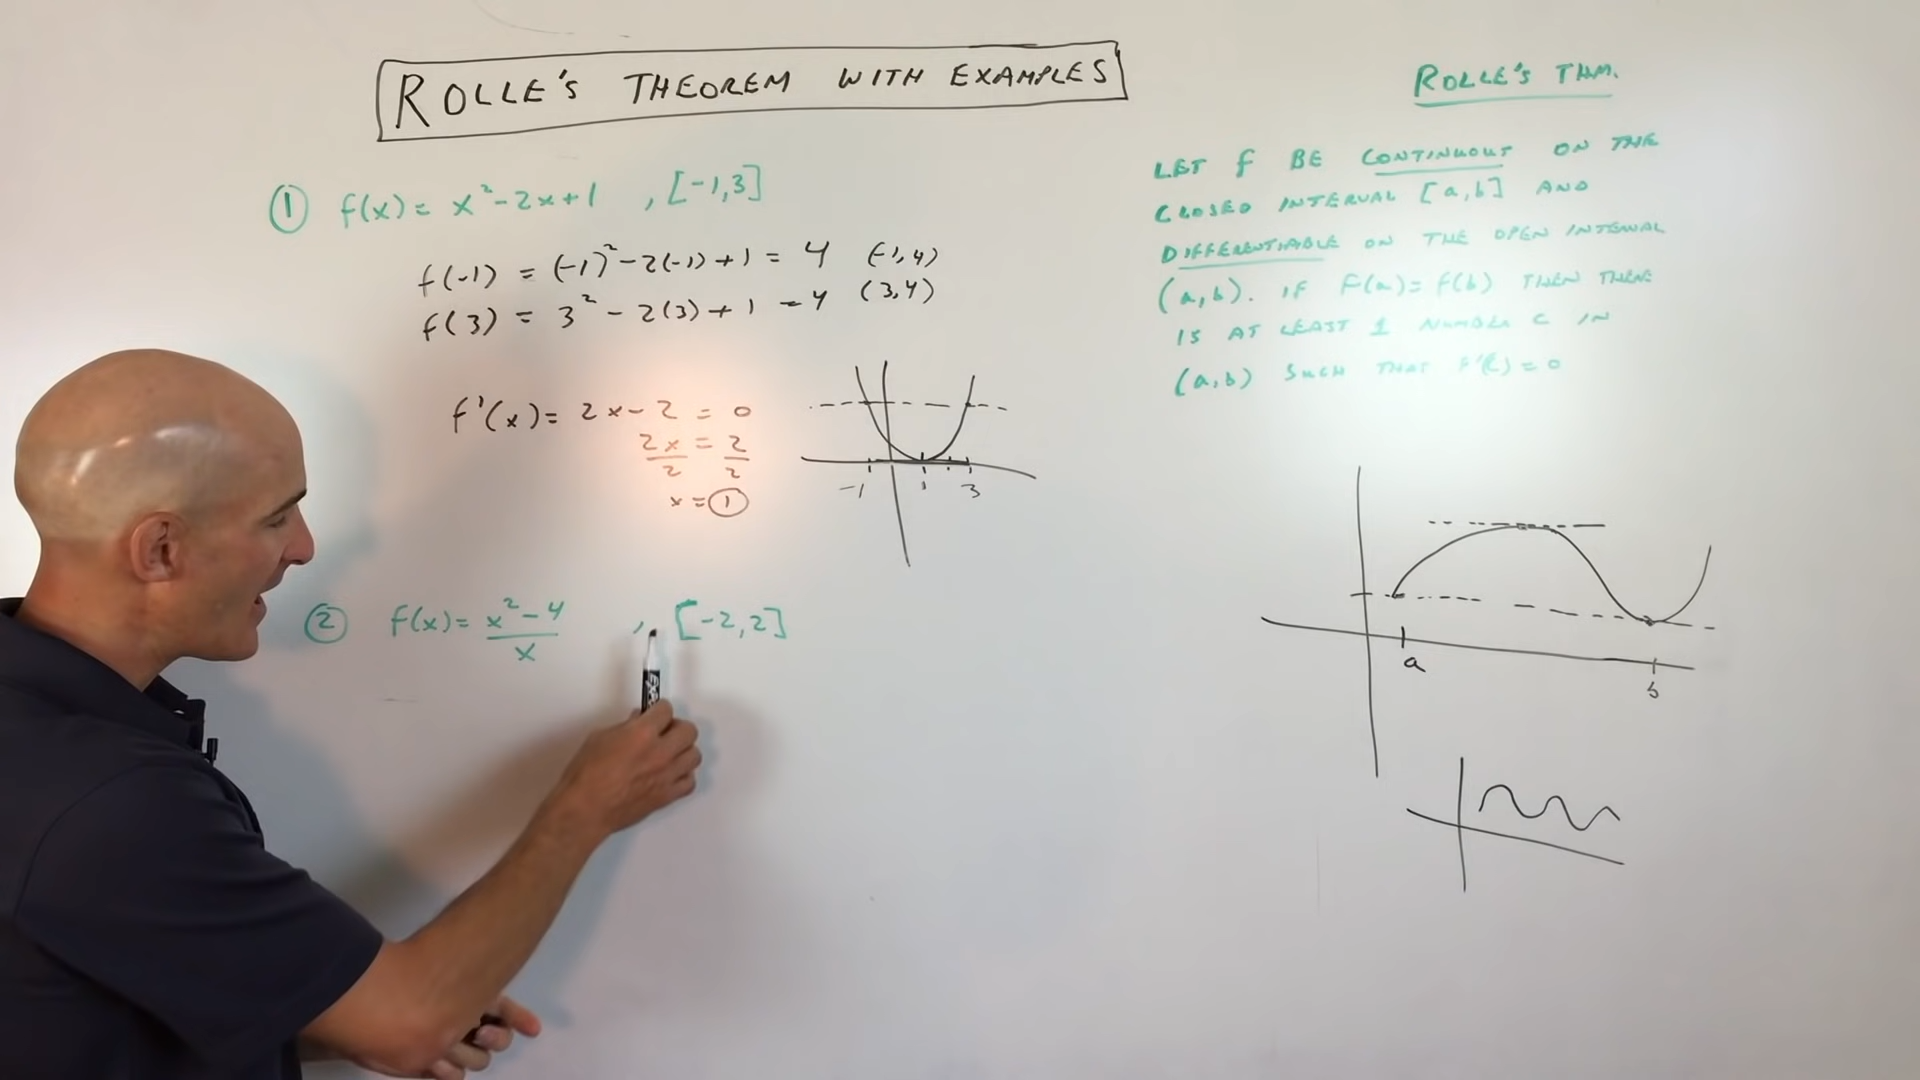 ROLLE'S THEOREM WITH EXAMPLES
① f(x) = x² - 2x + 1 , [-1,3]
f(-1) = (-1)² - 2(-1) + 1 = 4 (-1,4)
f(3) = 3² - 2(3) + 1 = 4 (3,4)
f'(x) = 2x - 2 = 0
2x/2 = 2/2
x = 1
-1 1 3
② f(x) = x² - 4 / x , [-2,2]
ROLLE'S THM.
LET f BE CONTINUOUS ON THE
CLOSED INTERVAL [a,b] AND
DIFFERENTIABLE ON THE OPEN INTERVAL
(a,b). IF F(a) = f(b) THEN THERE
IS AT LEAST 1 NUMBER C IN
(a,b) SUCH THAT F'(c) = 0
a b